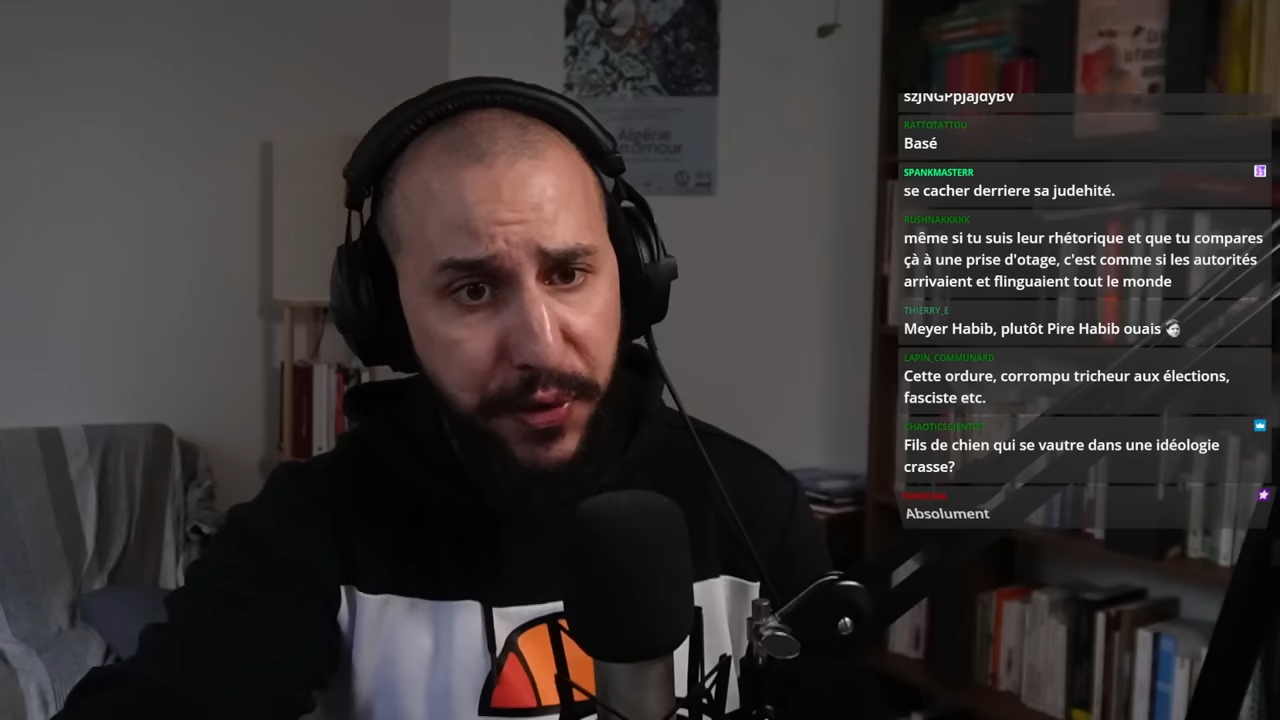 szJNGPpJaJdyBV
Algérie
mon amour
RATTOTATTOU
Basé
SPANKMASTERR
se cacher derriere sa judehité.
RUSHNAKKKKK
même si tu suis leur rhétorique et que tu compares
çà à une prise d'otage, c'est comme si les autorités
arrivaient et flinguaient tout le monde
THIERRY_E
Meyer Habib, plutôt Pire Habib ouais
LAPIN_COMMUNARD
Cette ordure, corrompu tricheur aux élections,
fasciste etc.
CHAOTICSCIENTIST
Fils de chien qui se vautre dans une idéologie
crasse?
Absolument